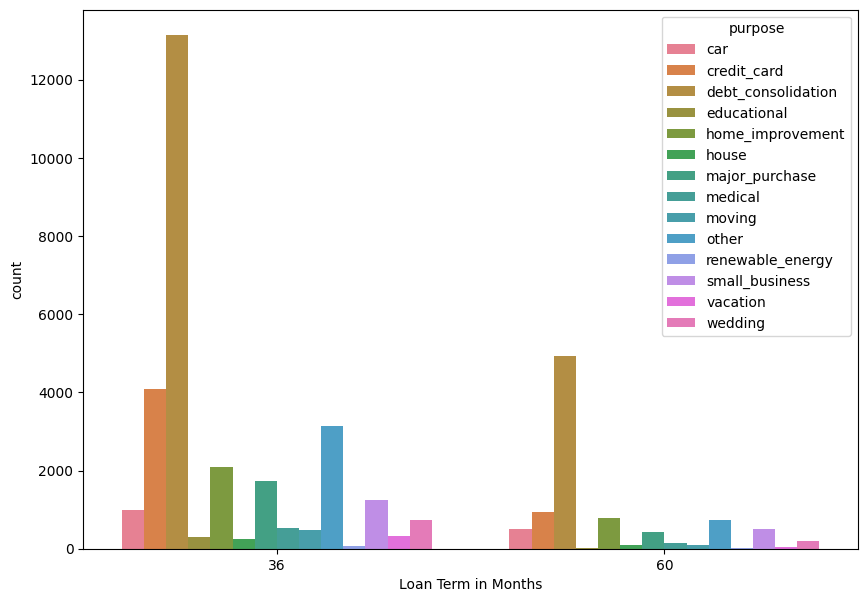 purpose
car
credit_card
debt_consolidation
educational
home_improvement
house
major_purchase
medical
moving
other
renewable_energy
small_business
vacation
wedding
12000
10000
8000
6000
4000
2000
0
count
36
60
Loan Term in Months